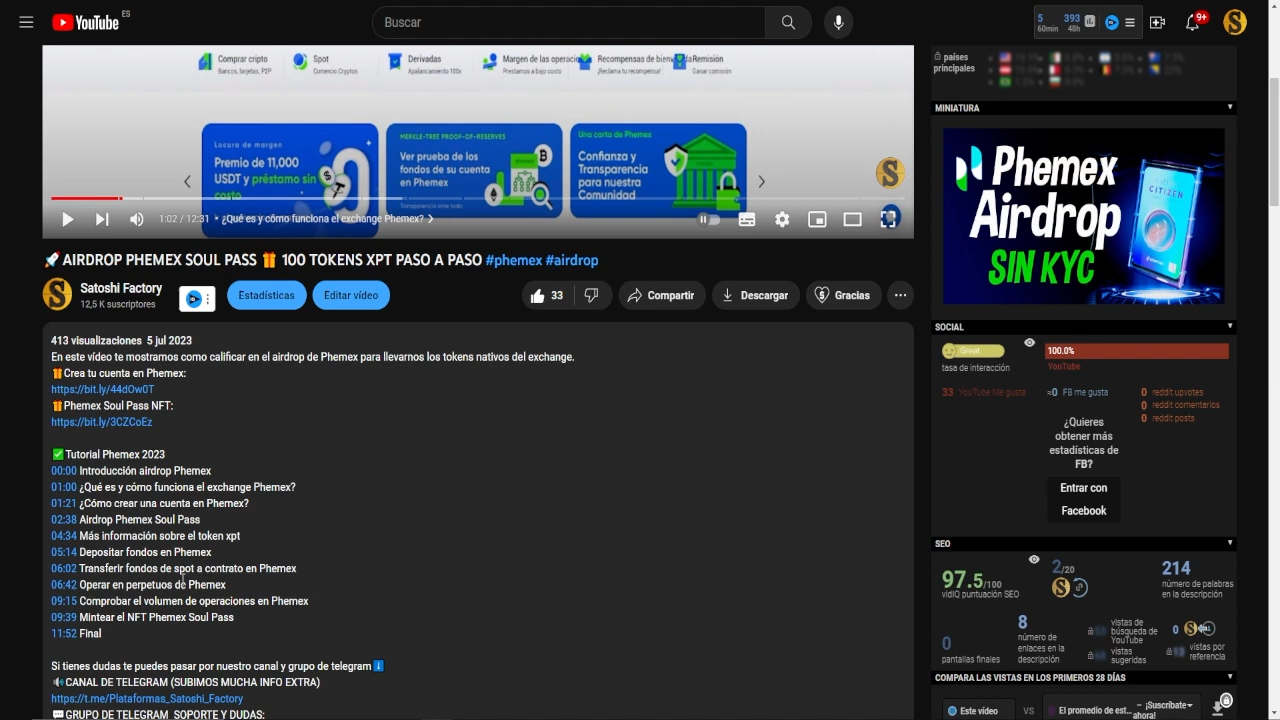 YouTube ES
Buscar
5 393
60min 48h
9+
Comprar cripto
Bancos, tarjetas, P2P
Spot
Comercio Cryptos
Derivadas
Apalancamiento 100x
Margen de las operacio
Préstamos a bajo costo
Recompensas de bienv
¡Reclama tu recompensa!
Remisión
Ganar comisión
Locura de margen
Premio de 11,000
USDT y préstamo sin
costo
MERKLE-TREE PROOF-OF-RESERVES
Ver prueba de los
fondos de su cuenta
en Phemex
Una carta de Phemex
Confianza y
Transparencia
para nuestra
Comunidad
1:02 / 12:31 • ¿Qué es y cómo funciona el exchange Phemex?
🚀AIRDROP PHEMEX SOUL PASS 🎁 100 TOKENS XPT PASO A PASO #phemex #airdrop
Satoshi Factory
12,5 K suscriptores
Estadísticas
Editar vídeo
33
Compartir
Descargar
Gracias
413 visualizaciones 5 jul 2023
En este vídeo te mostramos como calificar en el airdrop de Phemex para llevarnos los tokens nativos del exchange.
🎁Crea tu cuenta en Phemex:
https://bit.ly/44dOw0T
🎁Phemex Soul Pass NFT:
https://bit.ly/3CZCoEz
✅Tutorial Phemex 2023
00:00 Introducción airdrop Phemex
01:00 ¿Qué es y cómo funciona el exchange Phemex?
01:21 ¿Cómo crear una cuenta en Phemex?
02:38 Airdrop Phemex Soul Pass
04:34 Más información sobre el token xpt
05:14 Depositar fondos en Phemex
06:02 Transferir fondos de spot a contrato en Phemex
06:42 Operar en perpetuos de Phemex
09:15 Comprobar el volumen de operaciones en Phemex
09:39 Mintear el NFT Phemex Soul Pass
11:52 Final
Si tienes dudas te puedes pasar por nuestro canal y grupo de telegram⬇️
🔊CANAL DE TELEGRAM (SUBIMOS MUCHA INFO EXTRA)
https://t.me/Plataformas_Satoshi_Factory
💬GRUPO DE TELEGRAM SOPORTE Y DUDAS:
países
principales
MINIATURA
Phemex
Airdrop
SIN KYC
CITIZEN
SOCIAL
Great
tasa de interacción
100.0%
YouTube
33 YouTube Me gusta
≈0 FB me gusta
0 reddit upvotes
0 reddit comentarios
0 reddit posts
¿Quieres
obtener más
estadísticas de
FB?
Entrar con
Facebook
SEO
97.5/100
vidIQ puntuación SEO
2/20
214
número de palabras
en la descripción
0
pantallas finales
8
número de
enlaces en la
descripción
vistas de
búsqueda de
YouTube
vistas
sugeridas
0
vistas por
referencia
COMPARA LAS VISTAS EN LOS PRIMEROS 28 DÍAS
Este vídeo
VS
El promedio de est...
– ¡Suscríbete
ahora!